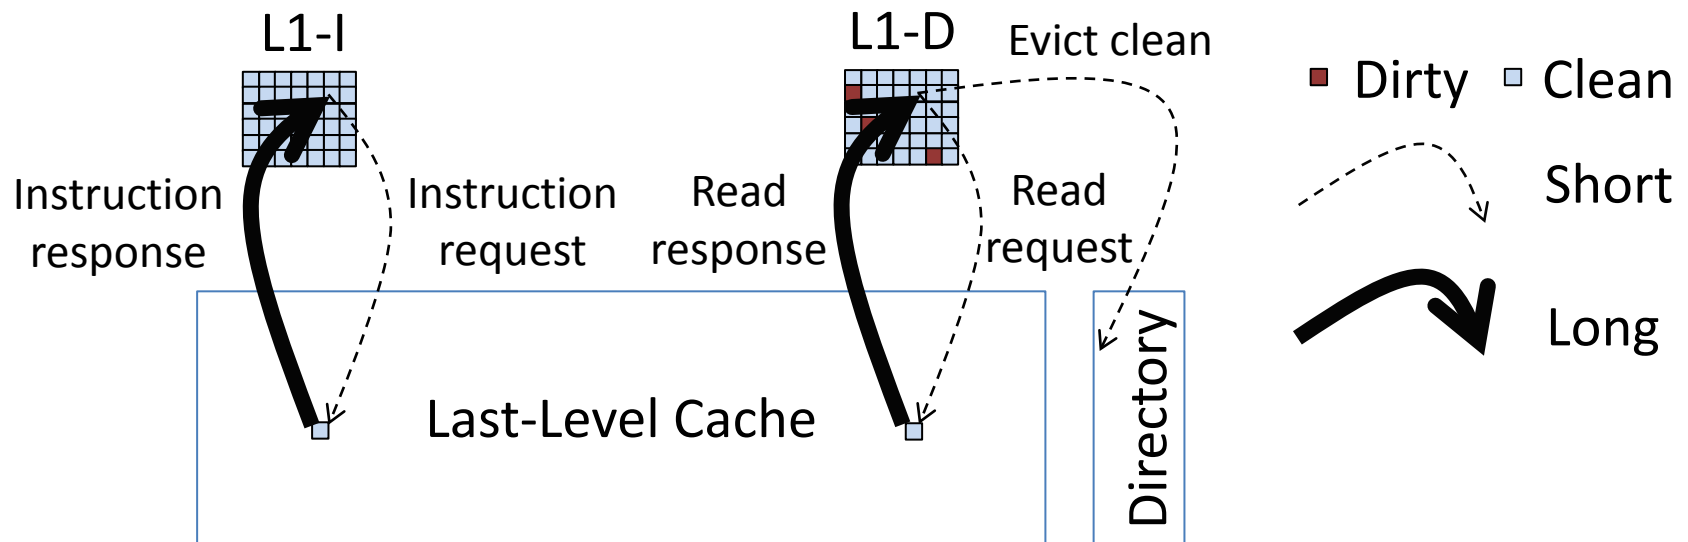 L1-I
L1-D
Evict clean
Dirty
Clean
Instruction
response
Instruction
request
Read
response
Read
request
Short
Long
Last-Level Cache
Directory